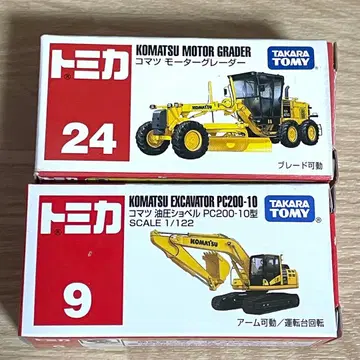 トミカ
24
KOMATSU MOTOR GRADER
コマツ モーターグレーダー
TAKARA
TOMY
ブレード可動
トミカ
9
KOMATSU EXCAVATOR PC200-10
コマツ 油圧ショベル PC200-10型
SCALE 1/122
TAKARA
TOMY
KOMATSU
アーム可動/運転台回転